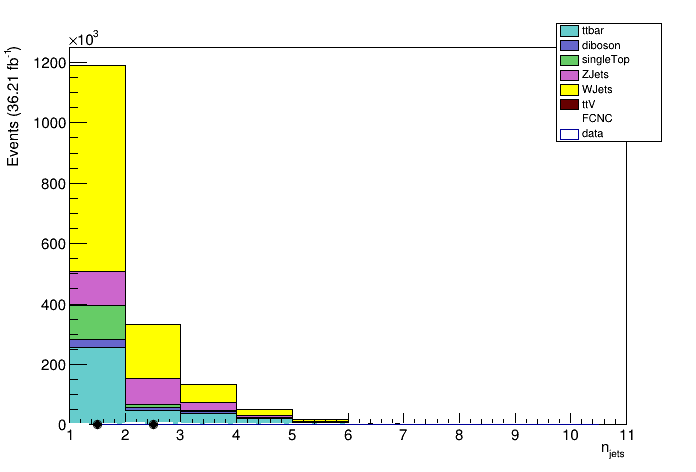 ×10³
Events (36.21 fb⁻¹)
1200
1000
800
600
400
200
0
1 2 3 4 5 6 7 8 9 10 11
n_jets
ttbar
diboson
singleTop
ZJets
WJets
ttV
FCNC
data